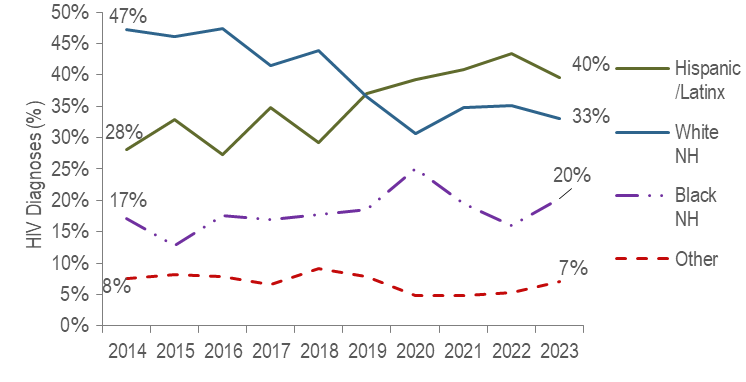 50%
45%
40%
35%
30%
25%
20%
15%
10%
5%
0%
HIV Diagnoses (%)
47%
28%
17%
8%
40%
33%
20%
7%
2014 2015 2016 2017 2018 2019 2020 2021 2022 2023
Hispanic
/Latinx
White
NH
Black
NH
Other